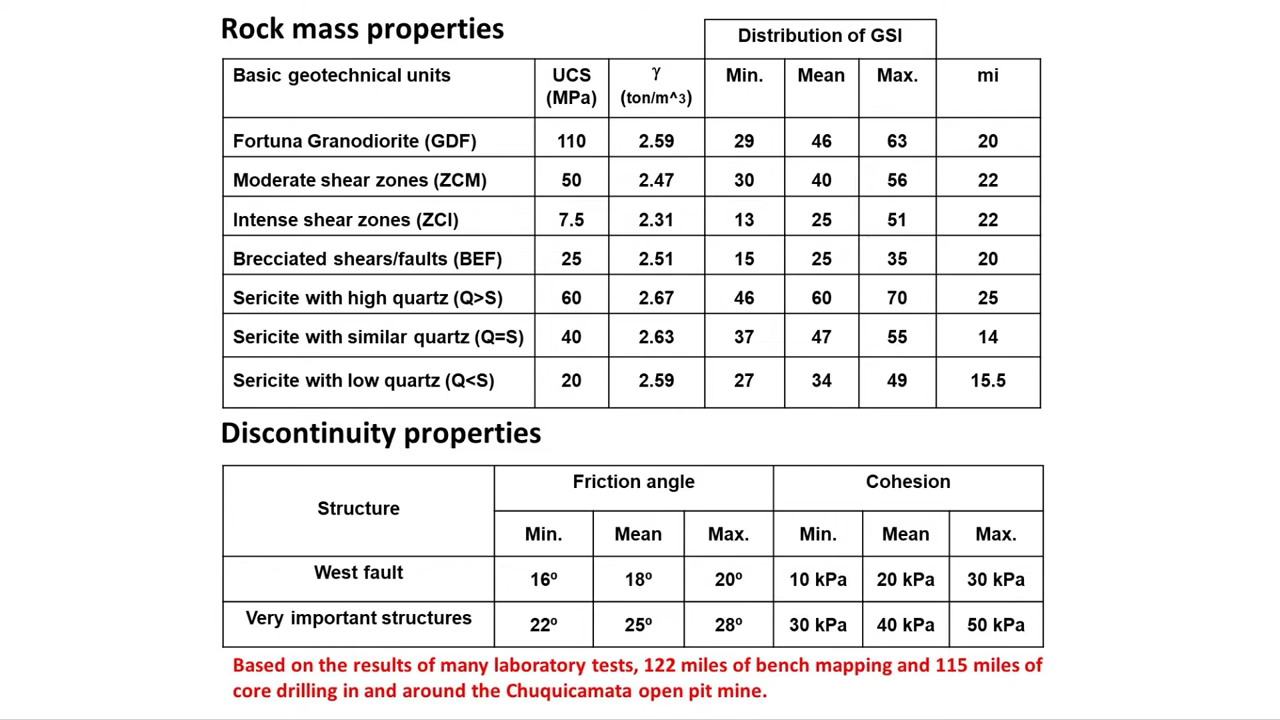 Rock mass properties
Distribution of GSI
Basic geotechnical units UCS (MPa) γ (ton/m^3) Min. Mean Max. mi
Fortuna Granodiorite (GDF) 110 2.59 29 46 63 20
Moderate shear zones (ZCM) 50 2.47 30 40 56 22
Intense shear zones (ZCI) 7.5 2.31 13 25 51 22
Brecciated shears/faults (BEF) 25 2.51 15 25 35 20
Sericite with high quartz (Q>S) 60 2.67 46 60 70 25
Sericite with similar quartz (Q=S) 40 2.63 37 47 55 14
Sericite with low quartz (Q<S) 20 2.59 27 34 49 15.5
Discontinuity properties
Structure Friction angle Cohesion
Min. Mean Max. Min. Mean Max.
West fault 16º 18º 20º 10 kPa 20 kPa 30 kPa
Very important structures 22º 25º 28º 30 kPa 40 kPa 50 kPa
Based on the results of many laboratory tests, 122 miles of bench mapping and 115 miles of
core drilling in and around the Chuquicamata open pit mine.